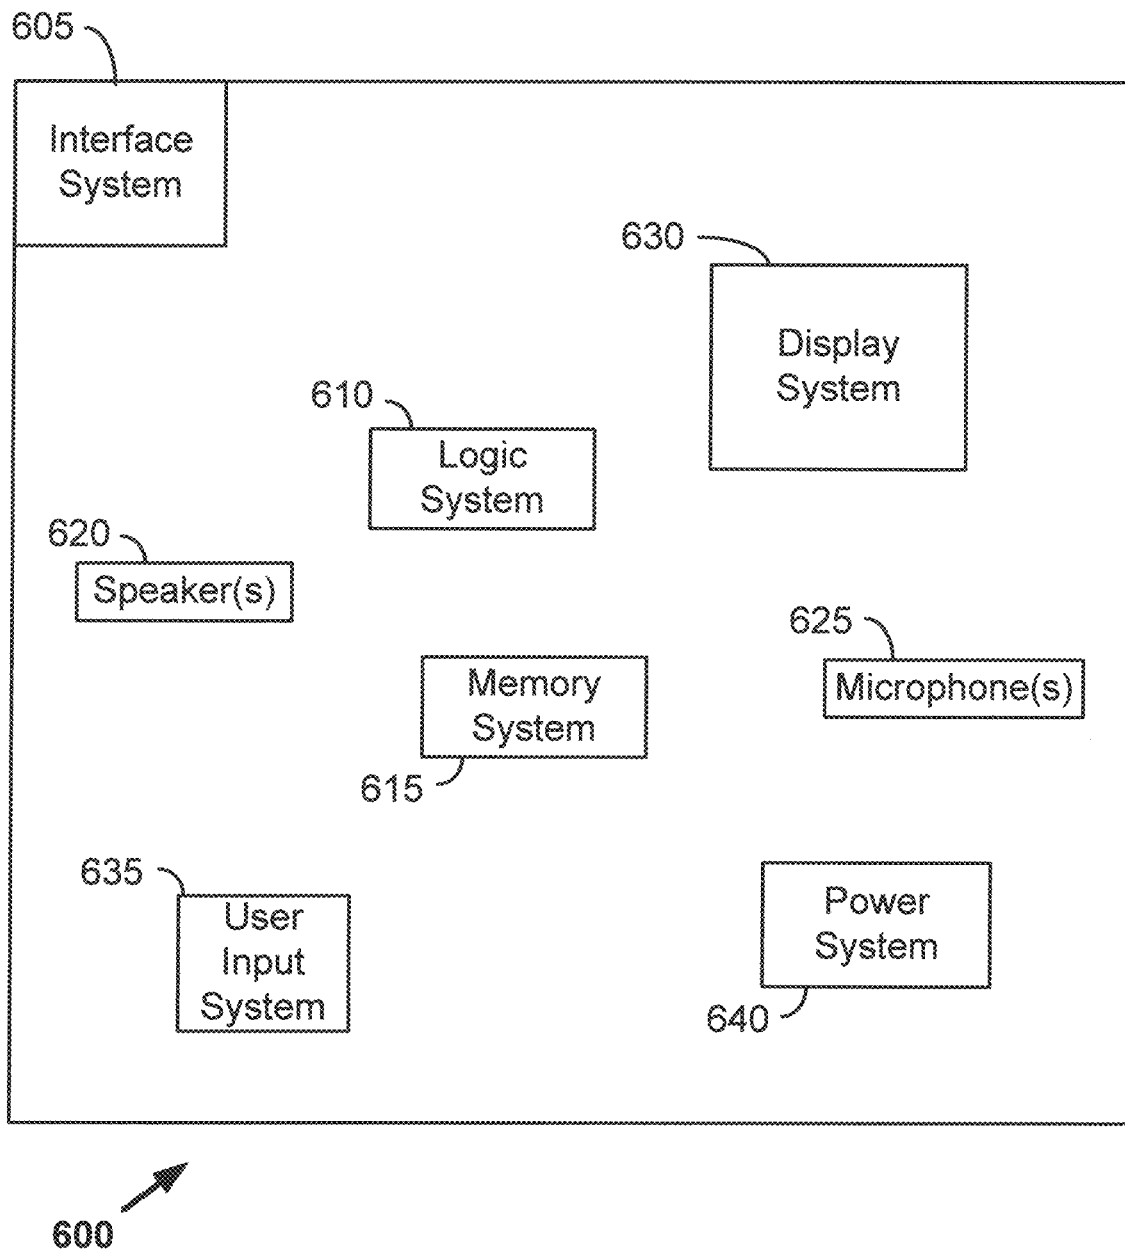 605
Interface
System
630
Display
System
610
Logic
System
620
Speaker(s)
625
Microphone(s)
Memory
System
615
635
User
Input
System
Power
System
640
600